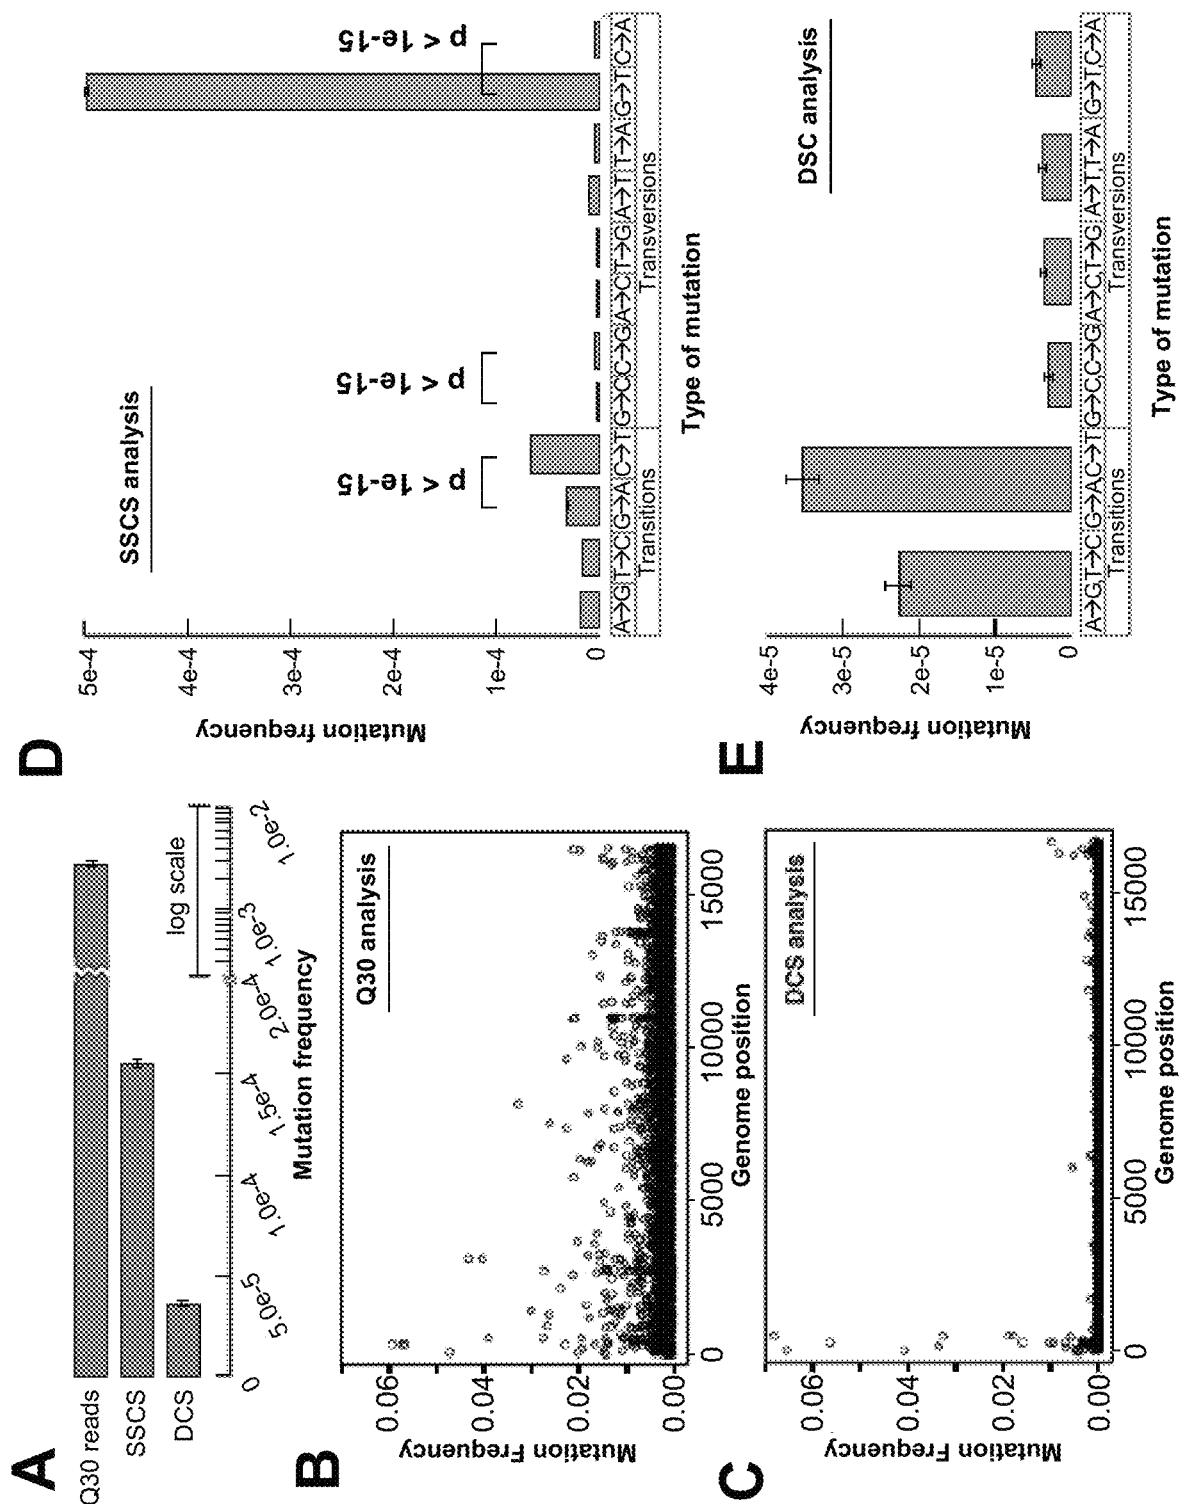 A
Q30 reads
SSCS
DCS
0
5.0e-5
1.0e-4
1.5e-4
2.0e-4
0
1.0e-3
1.0e-2
log scale
Mutation frequency
B
Q30 analysis
Mutation Frequency
0.06
0.04
0.02
0.00
0 5000 10000 15000
Genome position
C
DCS analysis
Mutation Frequency
0.06
0.04
0.02
0.00
0 5000 10000 15000
Genome position
D
SSCS analysis
Mutation frequency
5e-4
4e-4
3e-4
2e-4
1e-4
0
p < 1e-15
p < 1e-15
p < 1e-15
A→G T→C G→A C→T G→C C→G A→C T→G A→T T→A G→T C→A
Transitions Transversions
Type of mutation
E
DSC analysis
Mutation frequency
4e-5
3e-5
2e-5
1e-5
0
A→G,T→C G→A C→T G→C C→G A→C T→G A→T,T→A G→T,C→A
Transitions Transversions
Type of mutation